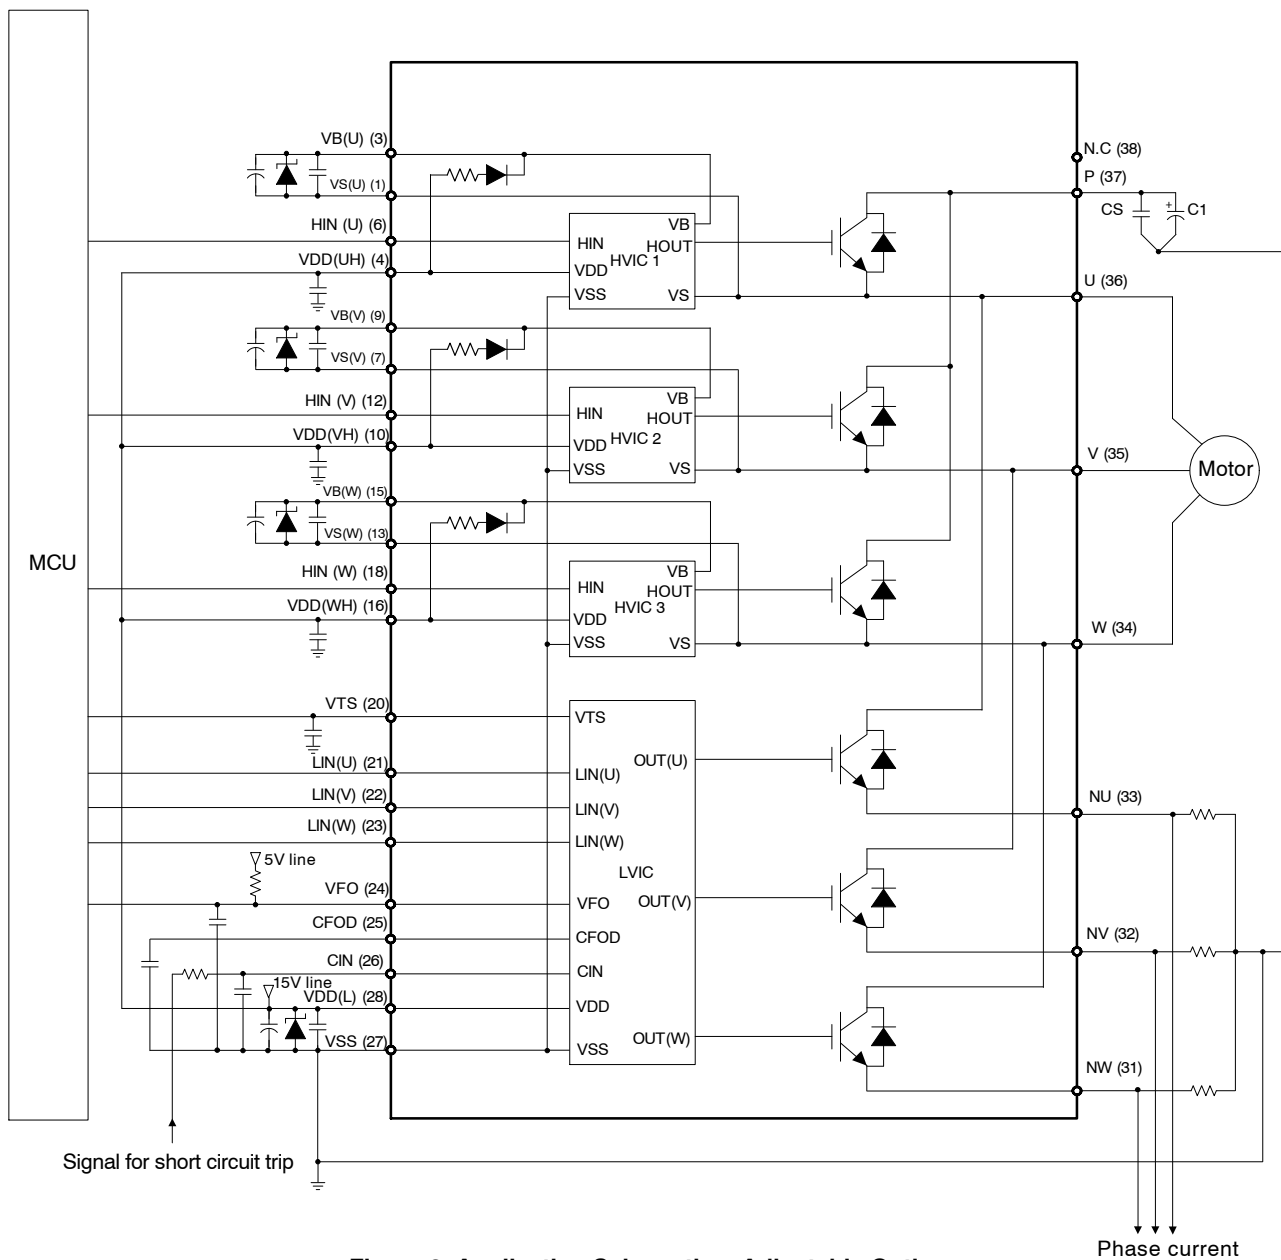 VB(U) (3)
VS(U) (1)
HIN (U) (6)
VDD(UH) (4)
VB(V) (9)
VS(V) (7)
HIN (V) (12)
VDD(VH) (10)
VB(W) (15)
VS(W) (13)
HIN (W) (18)
VDD(WH) (16)
VTS (20)
LIN(U) (21)
LIN(V) (22)
LIN(W) (23)
5V line
VFO (24)
CFOD (25)
CIN (26)
15V line
VDD(L) (28)
VSS (27)
MCU
Signal for short circuit trip
VB
HIN
HOUT
HVIC 1
VDD
VSS
VS
VB
HIN
HOUT
HVIC 2
VDD
VSS
VS
VB
HIN
HOUT
HVIC 3
VDD
VSS
VS
VTS
OUT(U)
LIN(U)
LIN(V)
LIN(W)
LVIC
VFO
OUT(V)
CFOD
CIN
VDD
OUT(W)
VSS
N.C (38)
P (37)
CS
+
C1
U (36)
V (35)
Motor
W (34)
NU (33)
NV (32)
NW (31)
Phase current